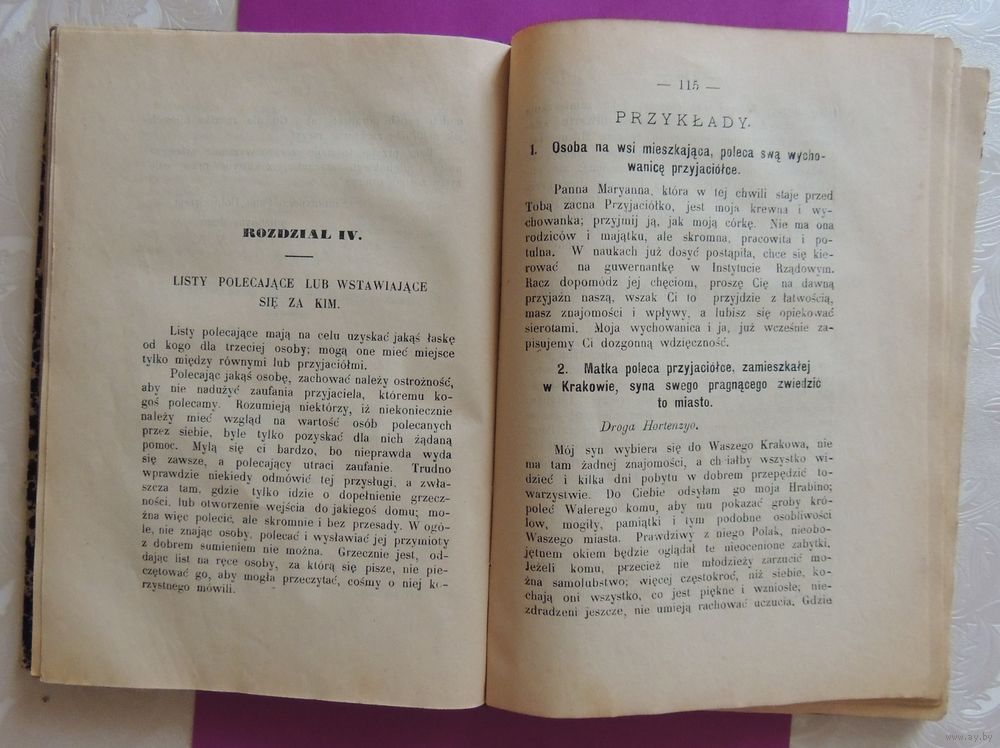 ROZDZIAŁ IV.
LISTY POLECAJĄCE LUB WSTAWIAJĄCE
SIĘ ZA KIM.
Listy polecające mają na celu uzyskać jakąś łaskę
od kogo dla trzeciej osoby; mogą one mieć miejsce
tylko między równymi lub przyjaciółmi.
Polecając jakąś osobę, zachować należy ostrożność,
aby nie nadużyć zaufania przyjaciela, któremu ko-
goś polecamy. Rozumieją niektórzy, iż niekoniecznie
należy mieć wzgląd na wartość osób polecanych
przez siebie, byle tylko pozyskać dla nich żądaną
pomoc. Mylą się ci bardzo, bo nieprawda wyda
się zawsze, a polecający utraci zaufanie. Trudno
wprawdzie niekiedy odmówić tej przysługi, a zwła-
szcza tam, gdzie tylko idzie o dopełnienie grzecz-
ności, lub otworzenie wejścia do jakiegoś domu; mo-
żna więc polecić, ale skromnie i bez przesady. W ogó-
le, nie znając osoby, polecać i wysławiać jej przymioty
z dobrem sumieniem nie można. Grzecznie jest, od-
dając list na ręce osoby, za którą się pisze, nie pie-
czętować go, aby mogła przeczytać, cośmy o niej ko-
rzystnego mówili.
— 115 —
PRZYKŁADY.
1. Osoba na wsi mieszkająca, poleca swą wycho-
wanicę przyjaciółce.
Panna Maryanna, która w tej chwili staje przed
Tobą zacna Przyjaciółko, jest moja krewna i wy-
chowanka; przyjmij ją, jak moją córkę. Nie ma ona
rodziców i majątku, ale skromna, pracowita i po-
tulna. W naukach już dosyć postąpiła, chce się kie-
rować na guwernantkę w Instytucie Rządowym.
Racz dopomódz jej chęciom, proszę Cię na dawną
przyjaźń naszą, wszak Ci to przyjdzie z łatwością,
masz znajomości i wpływy, a lubisz się opiekować
sierotami. Moja wychowanica i ja, już wcześnie za-
pisujemy Ci dozgonną wdzięczność.
2. Matka poleca przyjaciółce, zamieszkałej
w Krakowie, syna swego pragnącego zwiedzić
to miasto.
Droga Hortenzyo.
Mój syn wybiera się do Waszego Krakowa, nie
ma tam żadnej znajomości, a chciałby wszystko wi-
dzieć i kilka dni pobytu w dobrem przepędzić to-
warzystwie. Do Ciebie odsyłam go moja Hrabino;
poleć Walerego komu, aby mu pokazać groby kró-
lów, mogiły, pamiątki i tym podobne osobliwości
Waszego miasta. Prawdziwy z niego Polak, nieobo-
jętnem okiem będzie oglądał te nieocenione zabytki.
Jeżeli komu, przecież nie młodzieży zarzucić mo-
żna samolubstwo; więcej częstokroć, niż siebie, ko-
chają oni wszystko, co jest piękne i wzniosłe; nie-
zdradzeni jeszcze, nie umieją rachować uczucia. Gdzie
www.ay.by